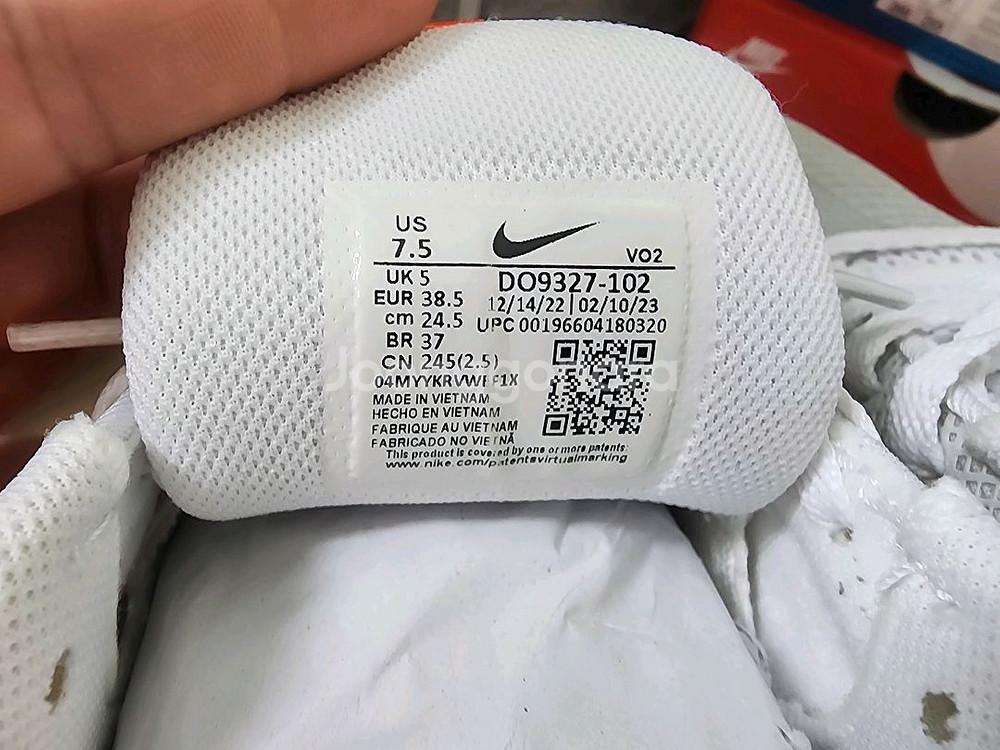 US
7.5
VO2
UK 5
DO9327-102
EUR 38.5
12/14/22 | 02/10/23
cm 24.5
UPC 00196604180320
BR 37
CN 245(2.5)
MADE IN VIETNAM
HECHO EN VIETNAM
FABRIQUE AU VIETNAM
FABRICADO NO VIETNÃ
This product is covered by one or more patents:
www.nike.com/patentsvirtualmarking